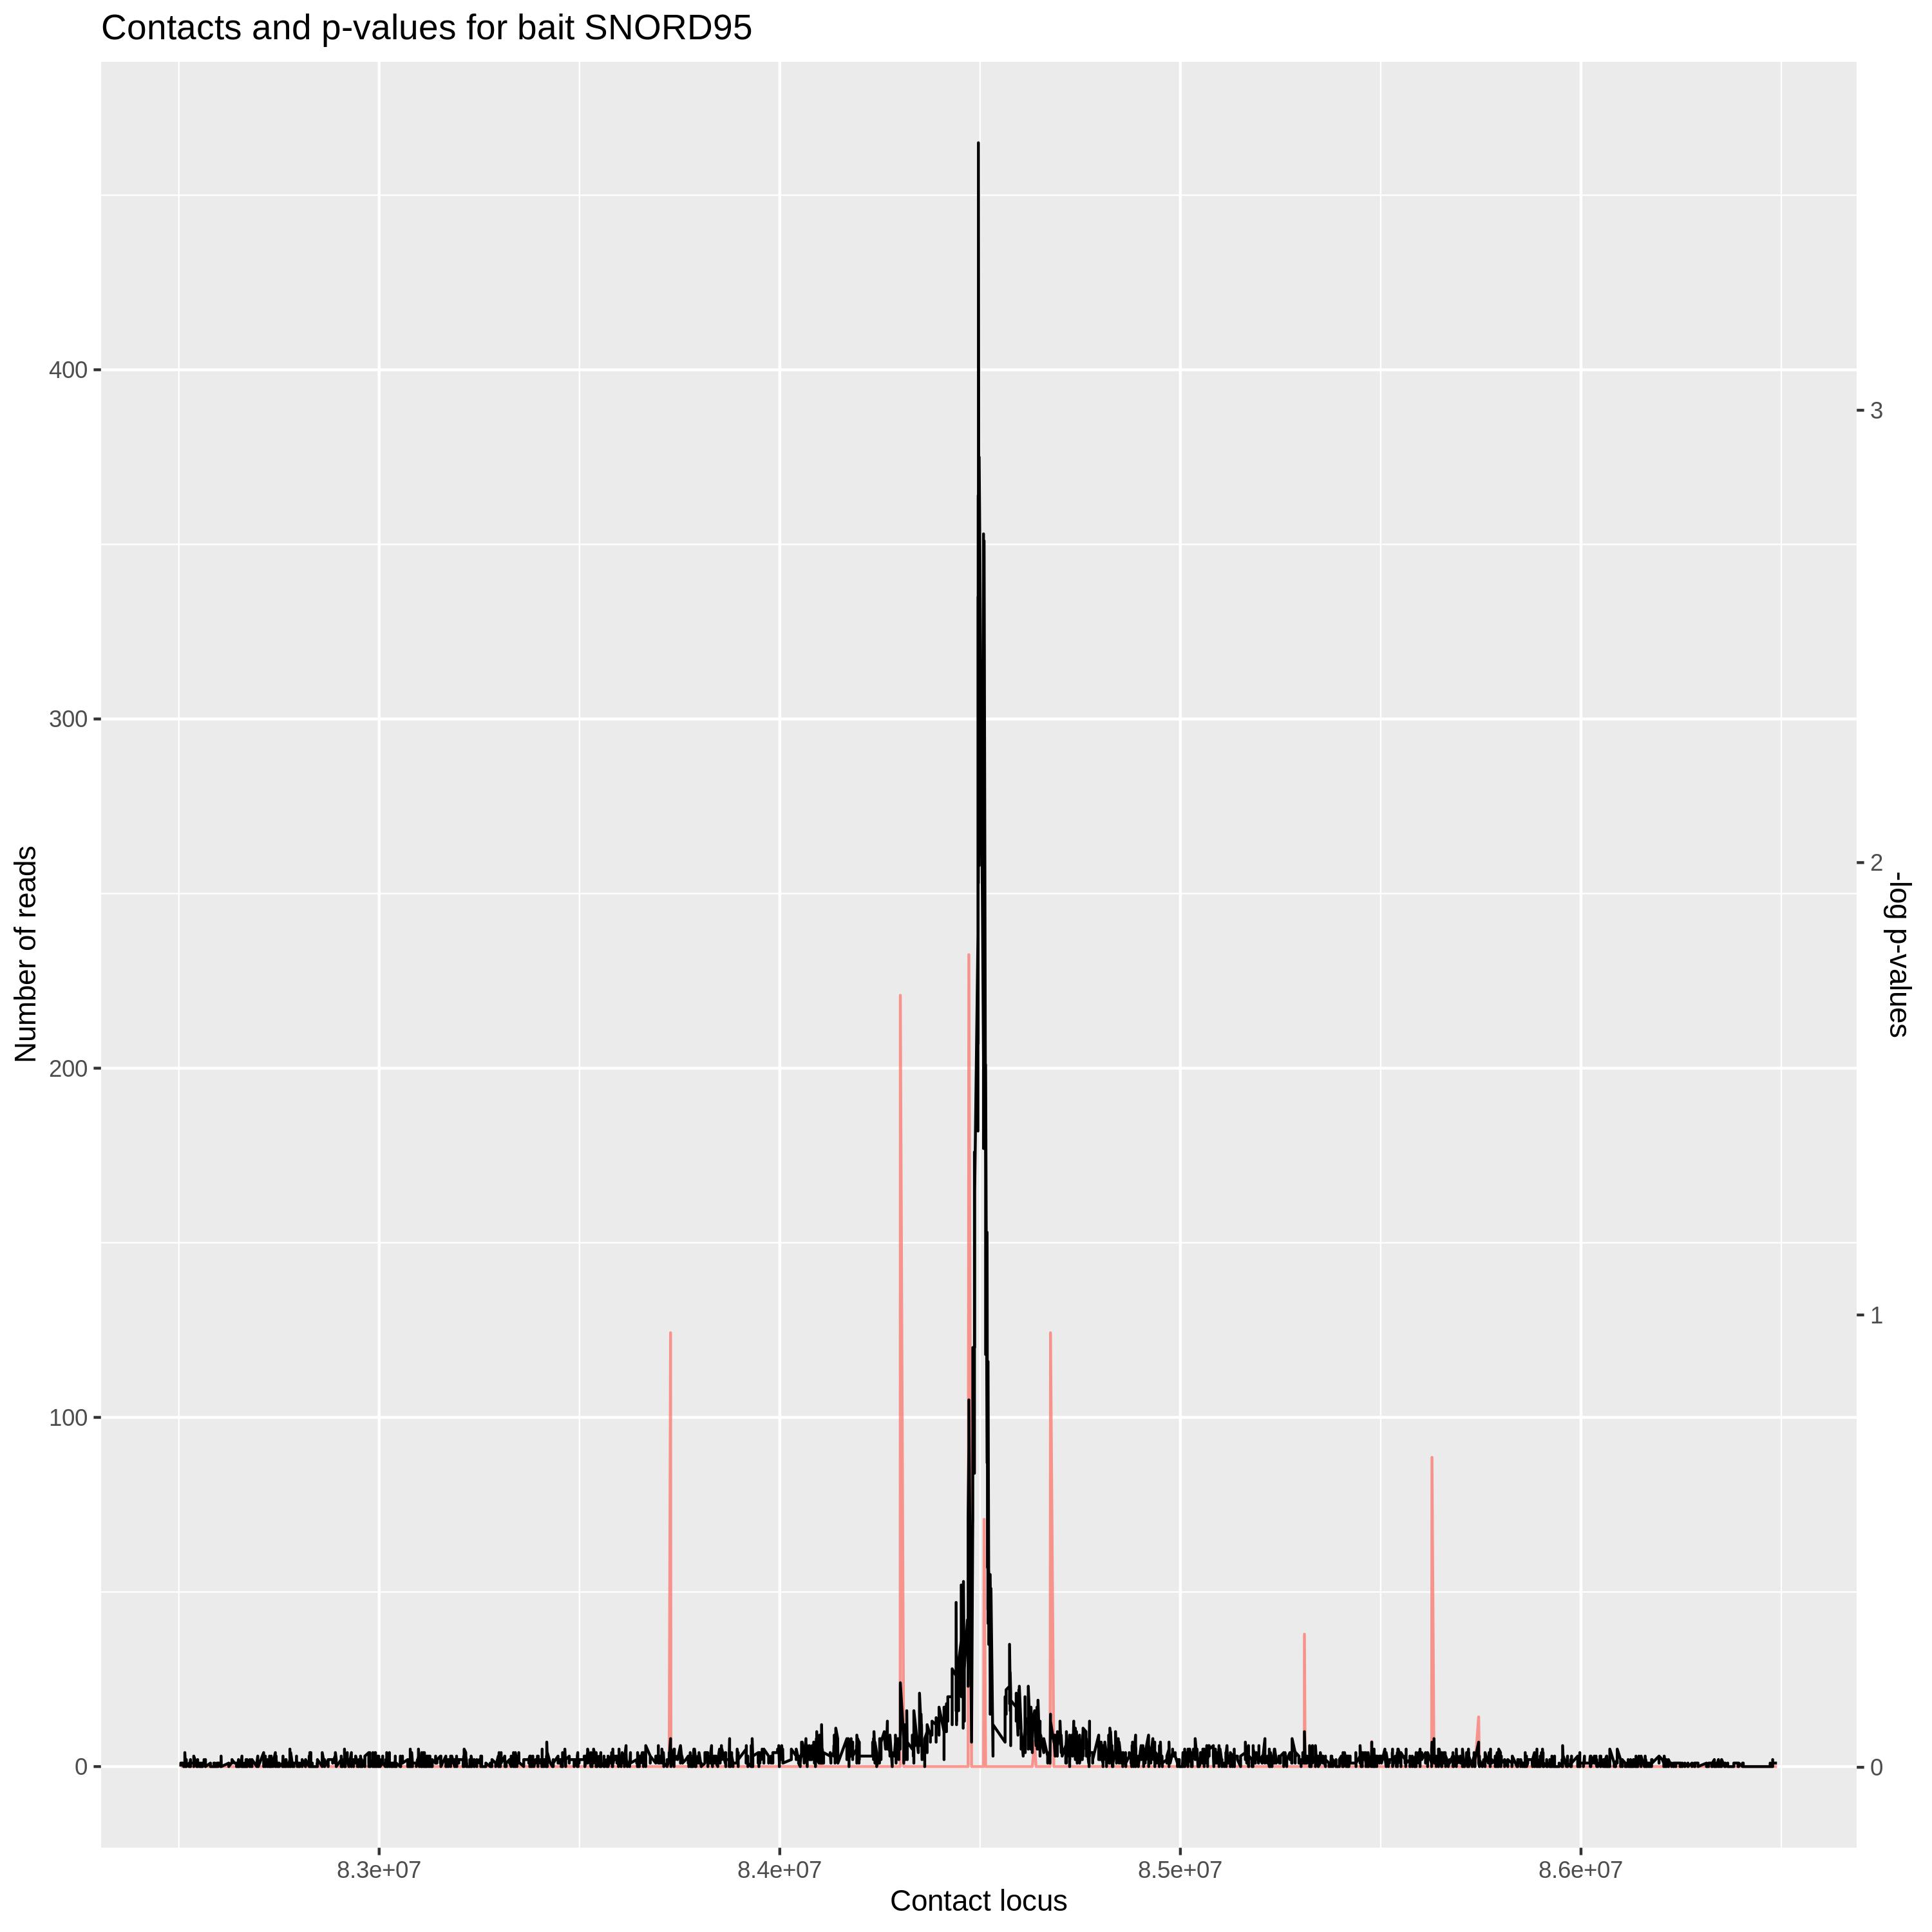 Contacts and p-values for bait SNORD95
Number of reads
400
300
200
100
0
3
2
1
0
-log p-values
8.3e+07
8.4e+07
8.5e+07
8.6e+07
Contact locus